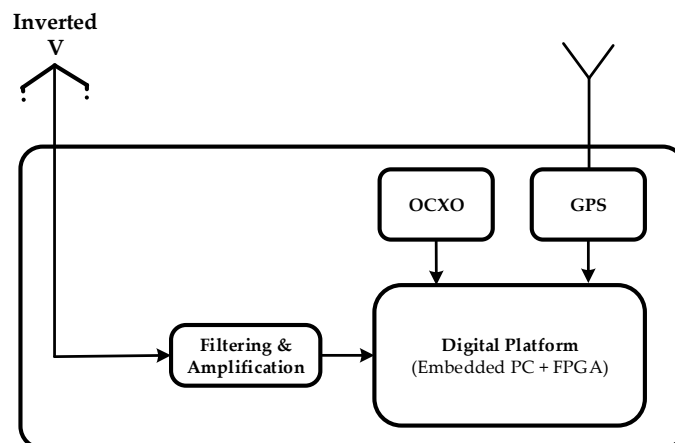 Inverted
V
OCXO
GPS
Filtering &
Amplification
Digital Platform
(Embedded PC + FPGA)